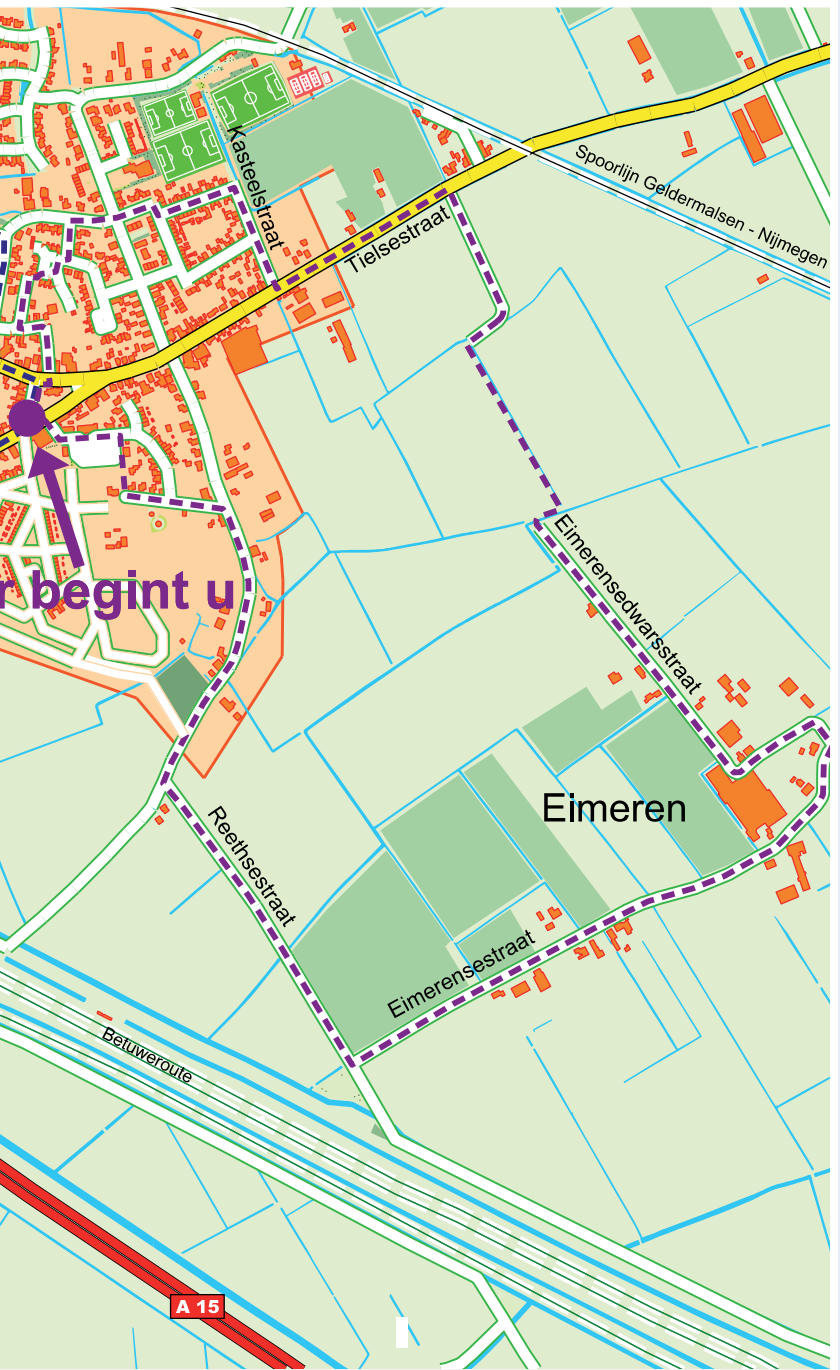 Kasteelstraat
Spoorlijn Geldermalsen - Nijmegen
Tielsestraat
Eimerensedwarsstraat
r begint u
Eimeren
Reethsestraat
Eimerensestraat
Betuweroute
A 15